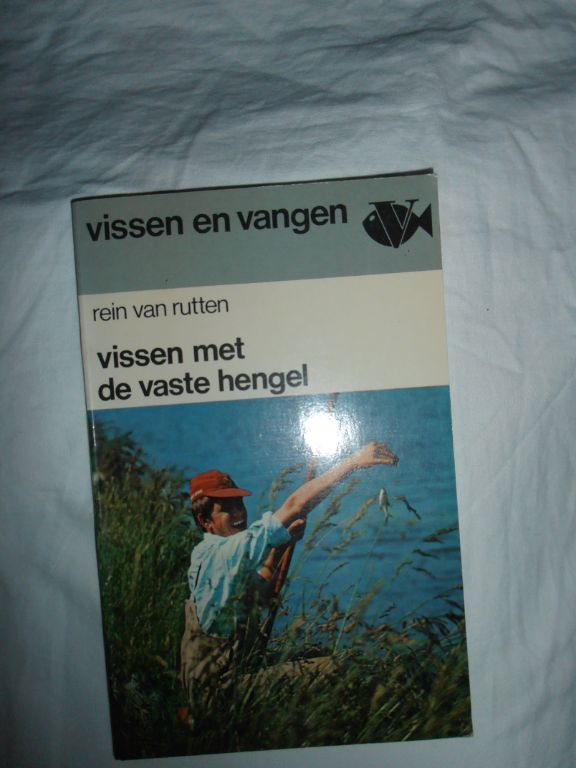 vissen en vangen
V
rein van rutten
vissen met
de vaste hengel